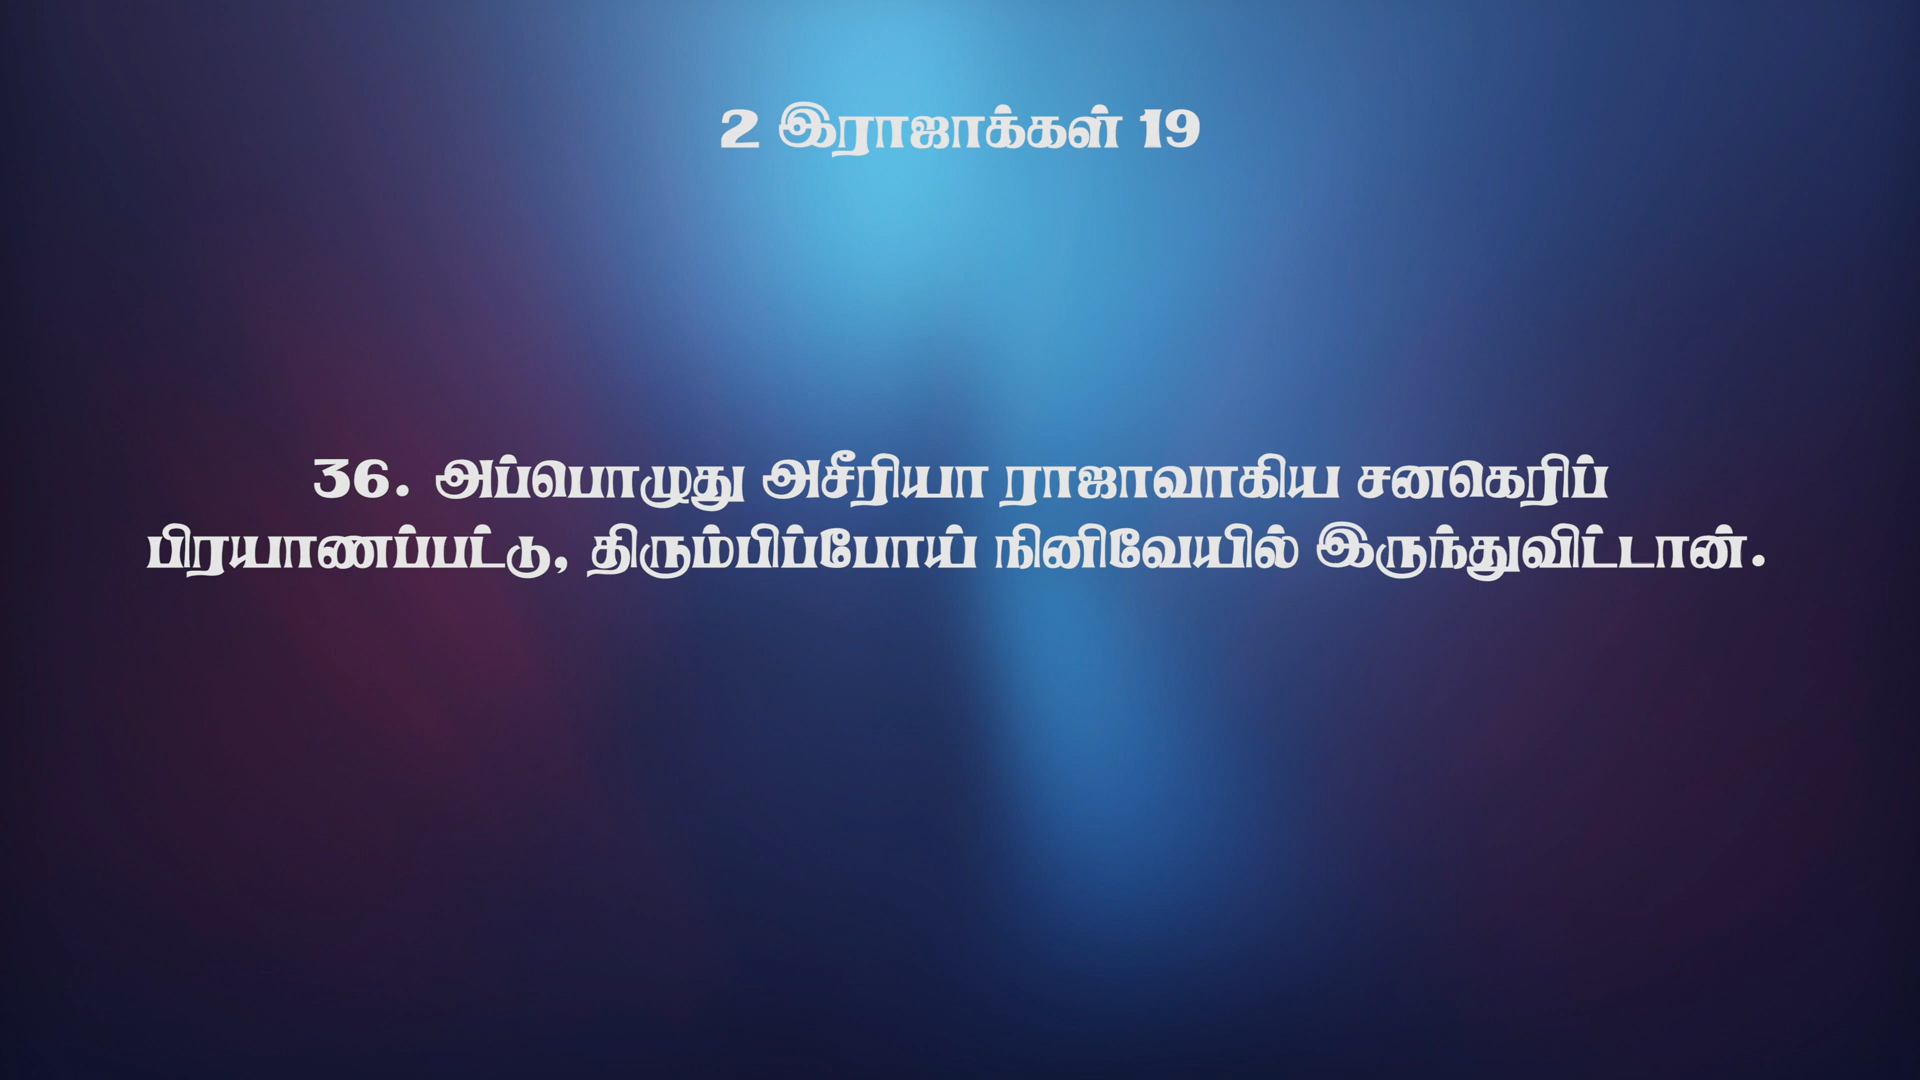 2 இராஜாக்கள் 19
36. அப்பொழுது அசீரியா ராஜாவாகிய சனகெரிப்
பிரயாணப்பட்டு, திரும்பிப்போய் நினிவேயில் இருந்துவிட்டான்.